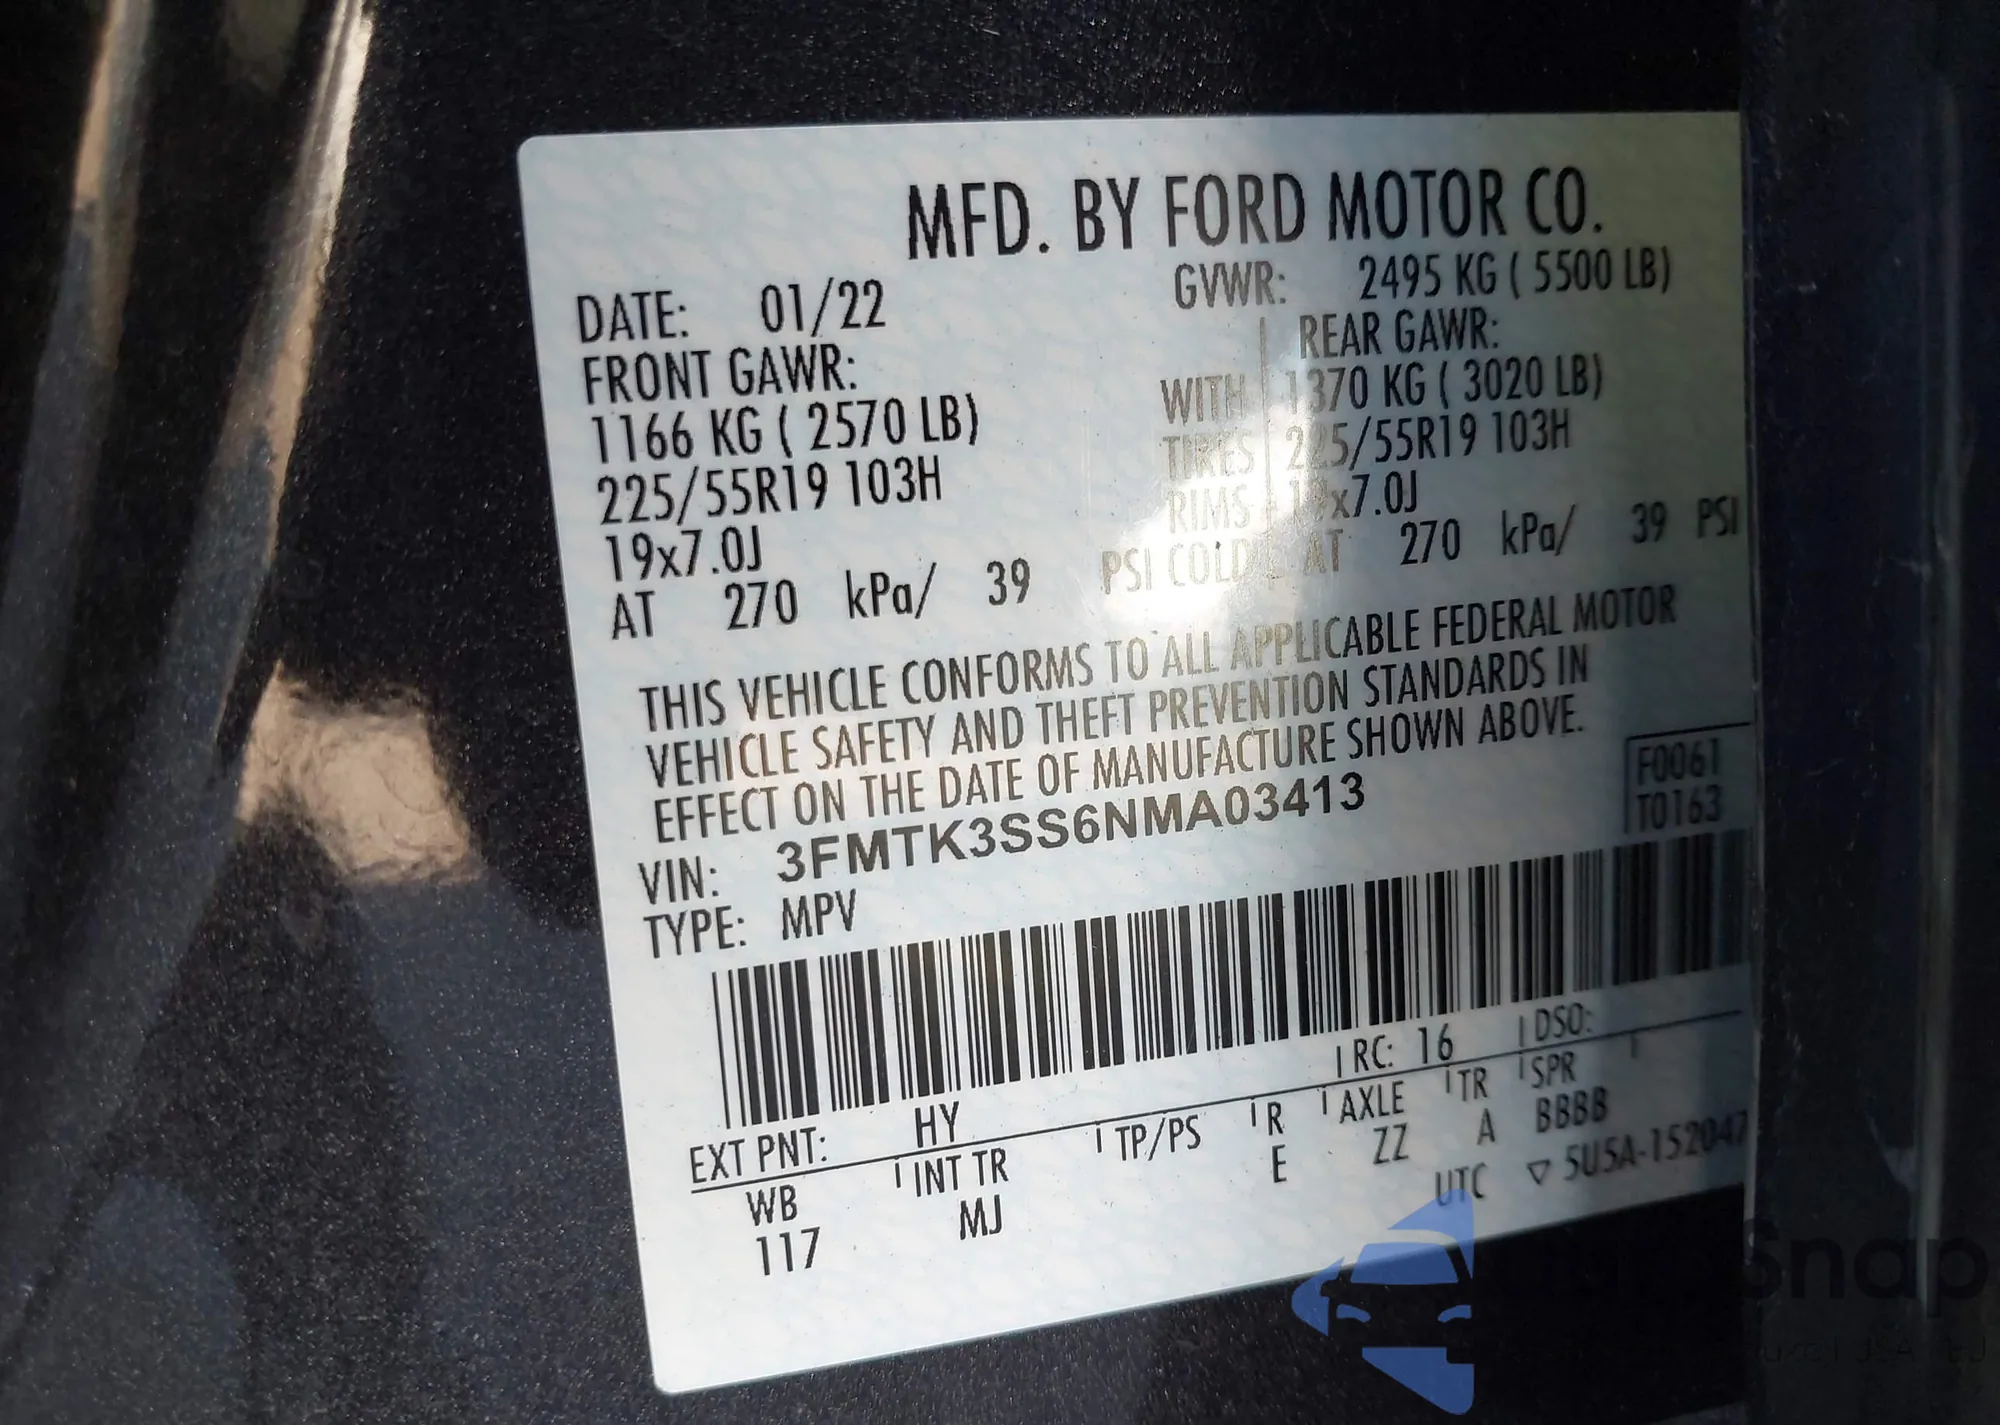 MFD. BY FORD MOTOR CO.
DATE: 01/22 GVWR: 2495 KG ( 5500 LB)
FRONT GAWR: REAR GAWR:
1166 KG ( 2570 LB) WITH 1370 KG ( 3020 LB)
225/55R19 103H TIRES 225/55R19 103H
19x7.0J RIMS 19x7.0J
AT 270 kPa/ 39 PSI COLD AT 270 kPa/ 39 PSI
THIS VEHICLE CONFORMS TO ALL APPLICABLE FEDERAL MOTOR
VEHICLE SAFETY AND THEFT PREVENTION STANDARDS IN
EFFECT ON THE DATE OF MANUFACTURE SHOWN ABOVE.
F0061
T0163
VIN: 3FMTK3SS6NMA03413
TYPE: MPV
EXT PNT: HY RC: 16 DSO:
WB INT TR TP/PS R AXLE TR SPR
117 MJ E ZZ A BBBB
UTC ▽ 5U5A-152047
Snap